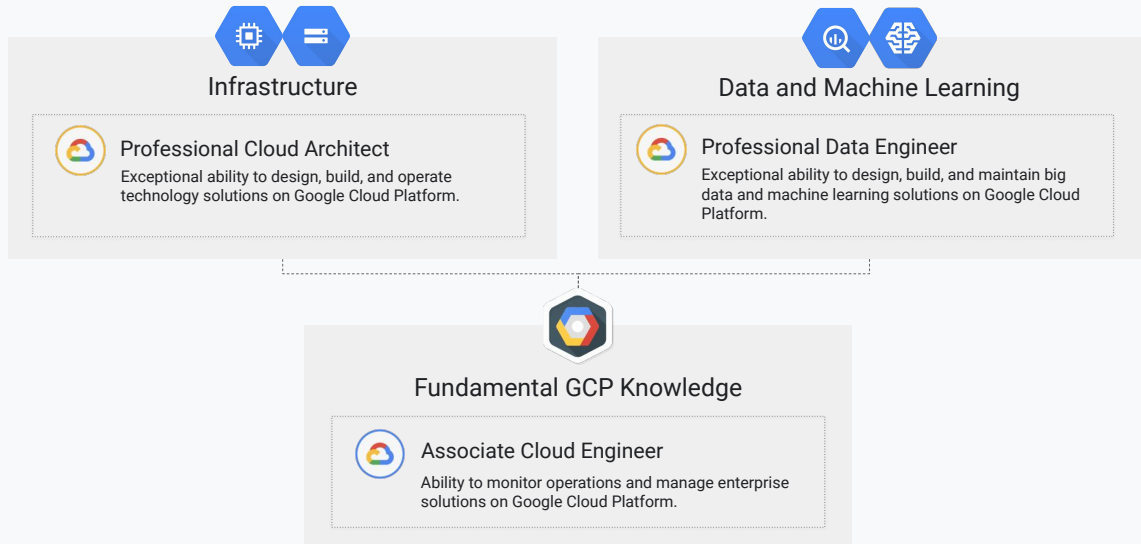 Infrastructure
Professional Cloud Architect
Exceptional ability to design, build, and operate
technology solutions on Google Cloud Platform.
Data and Machine Learning
Professional Data Engineer
Exceptional ability to design, build, and maintain big
data and machine learning solutions on Google Cloud
Platform.
Fundamental GCP Knowledge
Associate Cloud Engineer
Ability to monitor operations and manage enterprise
solutions on Google Cloud Platform.